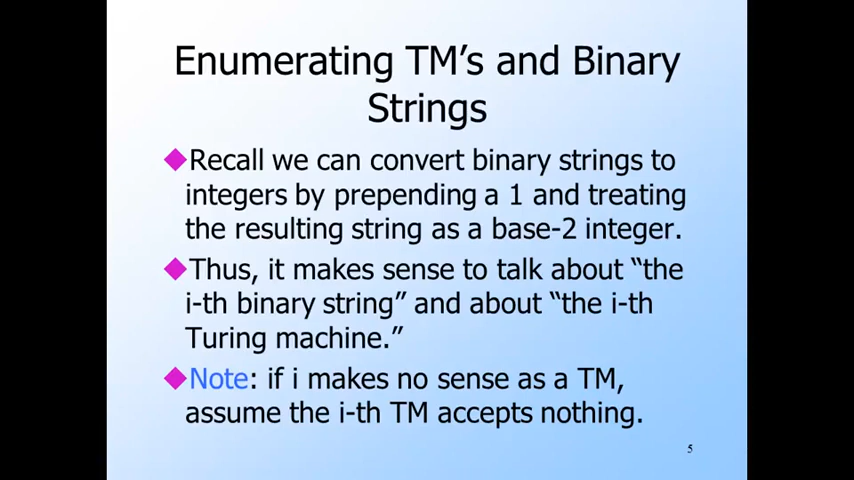 Enumerating TM’s and Binary
Strings
Recall we can convert binary strings to
integers by prepending a 1 and treating
the resulting string as a base-2 integer.
Thus, it makes sense to talk about “the
i-th binary string” and about “the i-th
Turing machine.”
Note: if i makes no sense as a TM,
assume the i-th TM accepts nothing.
5